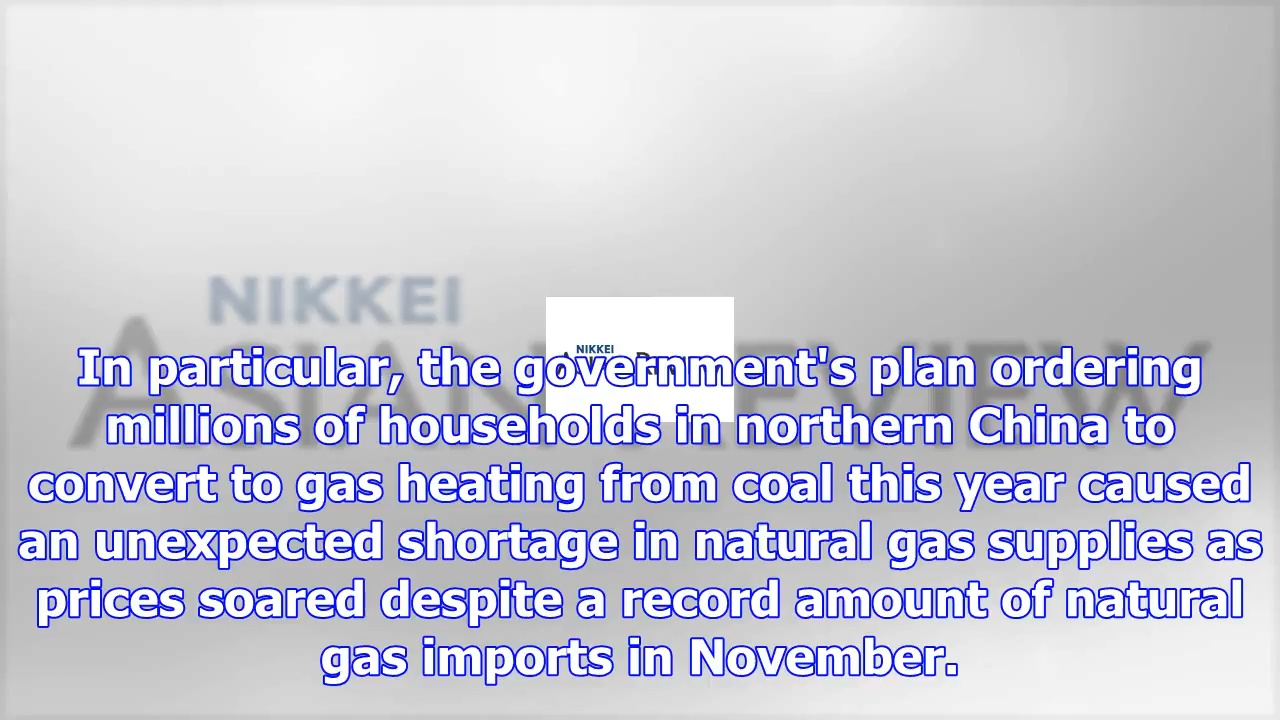 NIKKEI
ASIAN REVIEW
NIKKEI
In particular, the government's plan ordering
millions of households in northern China to
convert to gas heating from coal this year caused
an unexpected shortage in natural gas supplies as
prices soared despite a record amount of natural
gas imports in November.